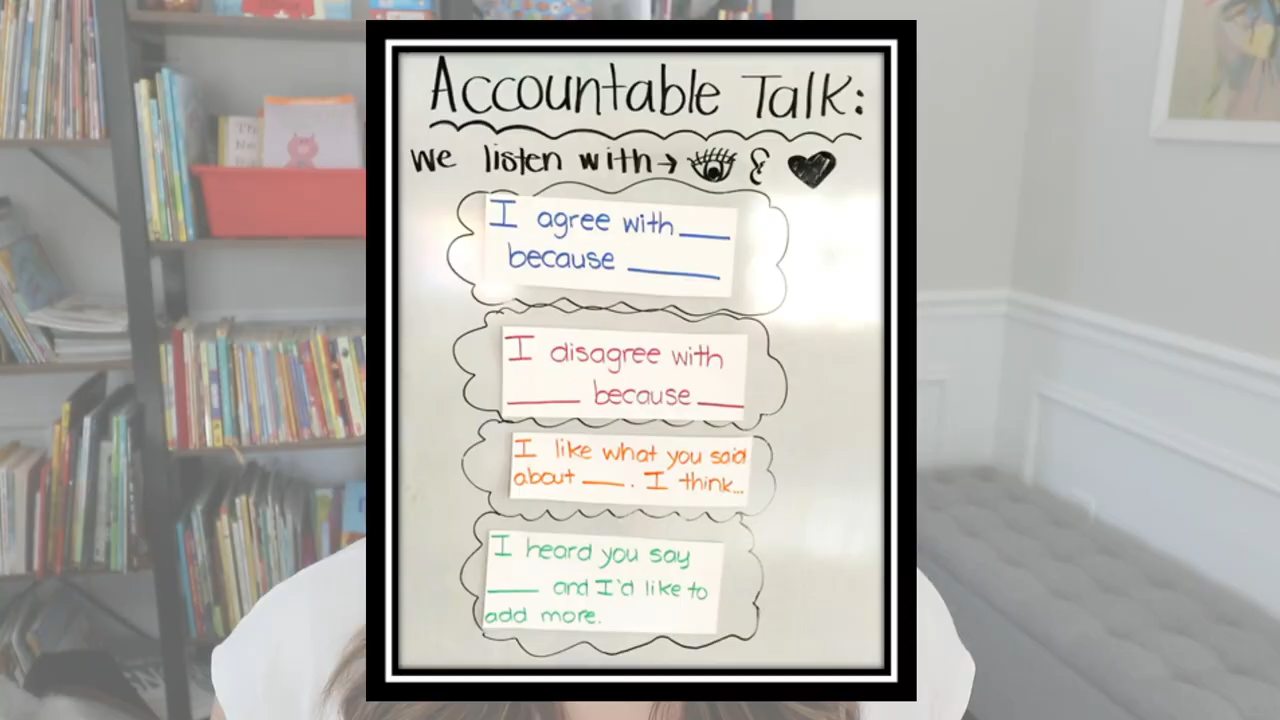 Accountable Talk:
we listen with → &
I agree with ___
because ___
I disagree with
___ because ___
I like what you said
about ___. I think...
I heard you say
___ and I'd like to
add more.